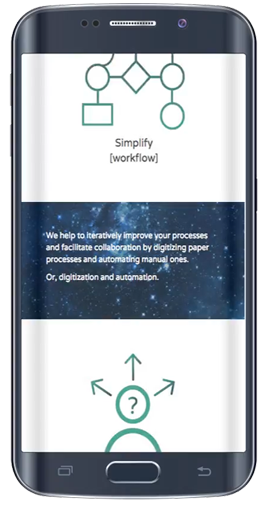 Simplify
[workflow]
We help to iteratively improve your processes
and facilitate collaboration by digitizing paper
processes and automating manual ones.
Or, digitization and automation.
?